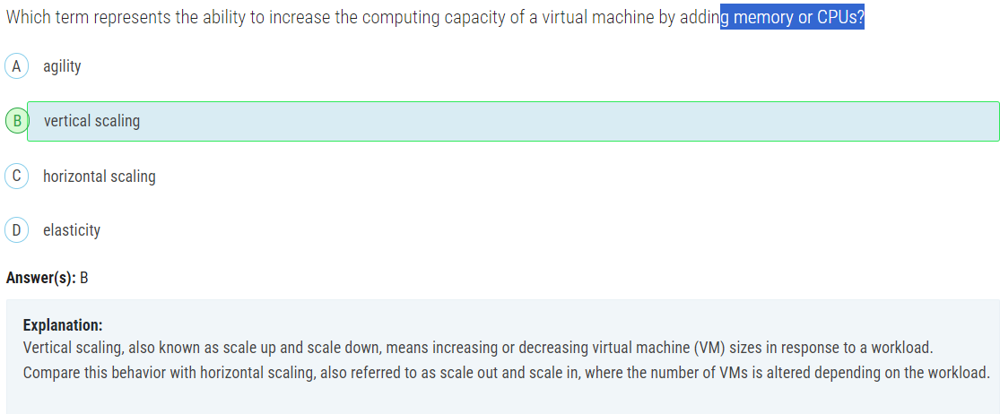 Which term represents the ability to increase the computing capacity of a virtual machine by adding memory or CPUs?
A agility
B vertical scaling
C horizontal scaling
D elasticity
Answer(s): B
Explanation:
Vertical scaling, also known as scale up and scale down, means increasing or decreasing virtual machine (VM) sizes in response to a workload.
Compare this behavior with horizontal scaling, also referred to as scale out and scale in, where the number of VMs is altered depending on the workload.